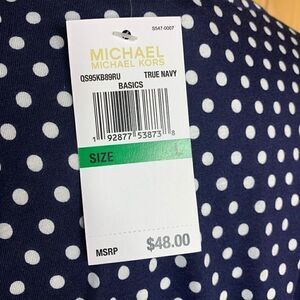 S547-0007
MICHAEL
MICHAEL KORS
QS95KB89RU TRUE NAVY
BASICS
1 92877 53873 8
SIZE L
MSRP $48.00